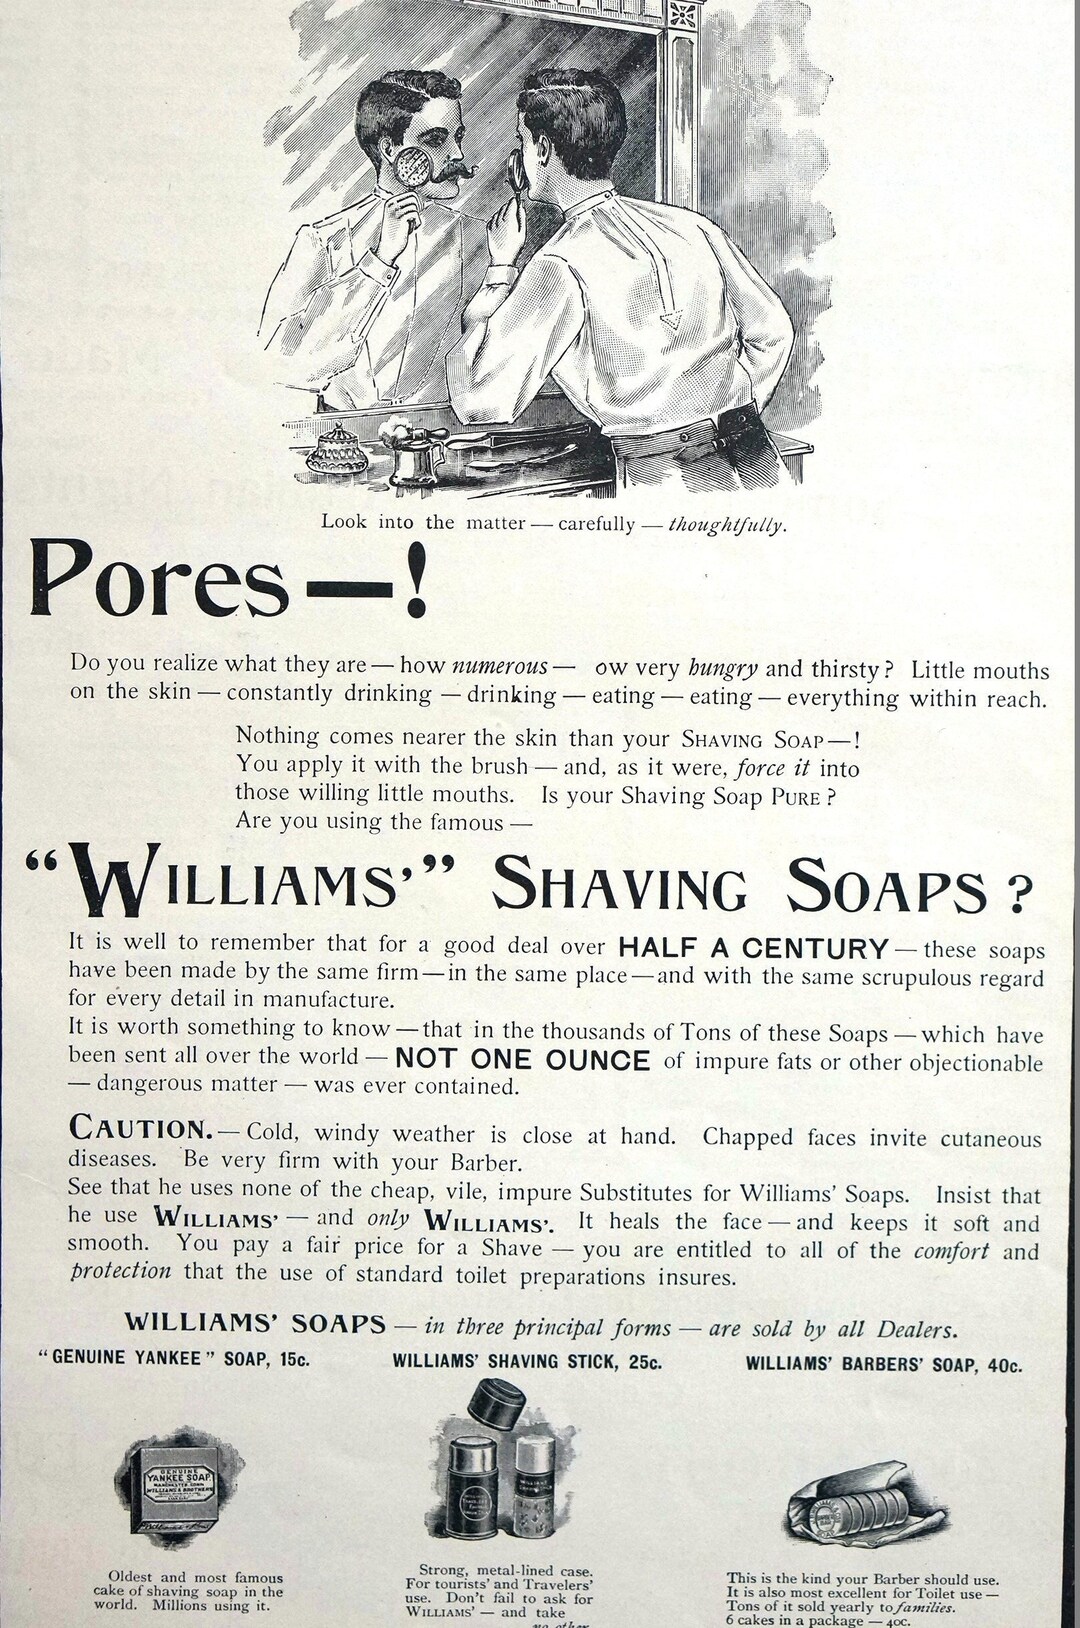 Look into the matter — carefully — thoughtfully.
Pores—!
Do you realize what they are — how numerous — ow very hungry and thirsty? Little mouths
on the skin — constantly drinking — drinking — eating — eating — everything within reach.
Nothing comes nearer the skin than your SHAVING SOAP—!
You apply it with the brush — and, as it were, force it into
those willing little mouths. Is your Shaving Soap PURE?
Are you using the famous —
"WILLIAMS'" SHAVING SOAPS?
It is well to remember that for a good deal over HALF A CENTURY — these soaps
have been made by the same firm — in the same place — and with the same scrupulous regard
for every detail in manufacture.
It is worth something to know — that in the thousands of Tons of these Soaps — which have
been sent all over the world — NOT ONE OUNCE of impure fats or other objectionable
— dangerous matter — was ever contained.
CAUTION. — Cold, windy weather is close at hand. Chapped faces invite cutaneous
diseases. Be very firm with your Barber.
See that he uses none of the cheap, vile, impure Substitutes for Williams' Soaps. Insist that
he use WILLIAMS' — and only WILLIAMS'. It heals the face — and keeps it soft and
smooth. You pay a fair price for a Shave — you are entitled to all of the comfort and
protection that the use of standard toilet preparations insures.
WILLIAMS' SOAPS — in three principal forms — are sold by all Dealers.
"GENUINE YANKEE" SOAP, 15c. WILLIAMS' SHAVING STICK, 25c. WILLIAMS' BARBERS' SOAP, 40c.
GENUINE
YANKEE SOAP
WILLIAMS & BROTHERS
Oldest and most famous
cake of shaving soap in the
world. Millions using it.
Strong, metal-lined case.
For tourists' and Travelers'
use. Don't fail to ask for
WILLIAMS' — and take
no other
This is the kind your Barber should use.
It is also most excellent for Toilet use —
Tons of it sold yearly to families.
6 cakes in a package — 40c.